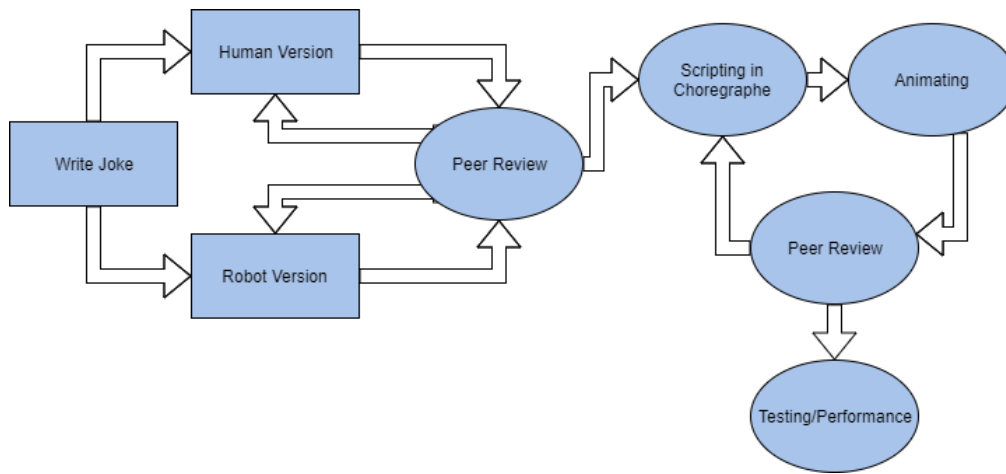 Write Joke
Human Version
Robot Version
Peer Review
Scripting in
Choregraphe
Animating
Peer Review
Testing/Performance